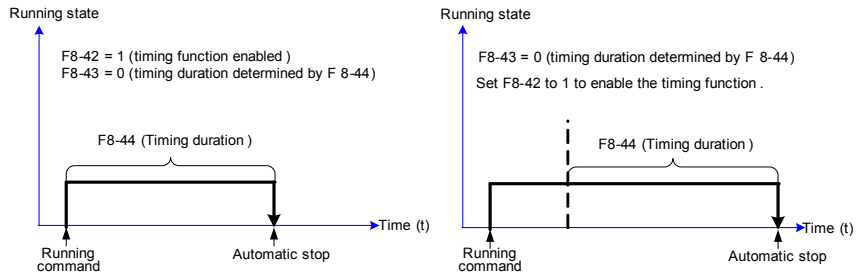 Running state
F8-42 = 1 (timing function enabled )
F8-43 = 0 (timing duration determined by F 8-44)
F8-44 (Timing duration )
Time (t)
Running
command
Automatic stop
Running state
F8-43 = 0 (timing duration determined by F 8-44)
Set F8-42 to 1 to enable the timing function .
F8-44 (Timing duration )
Time (t)
Running
command
Automatic stop